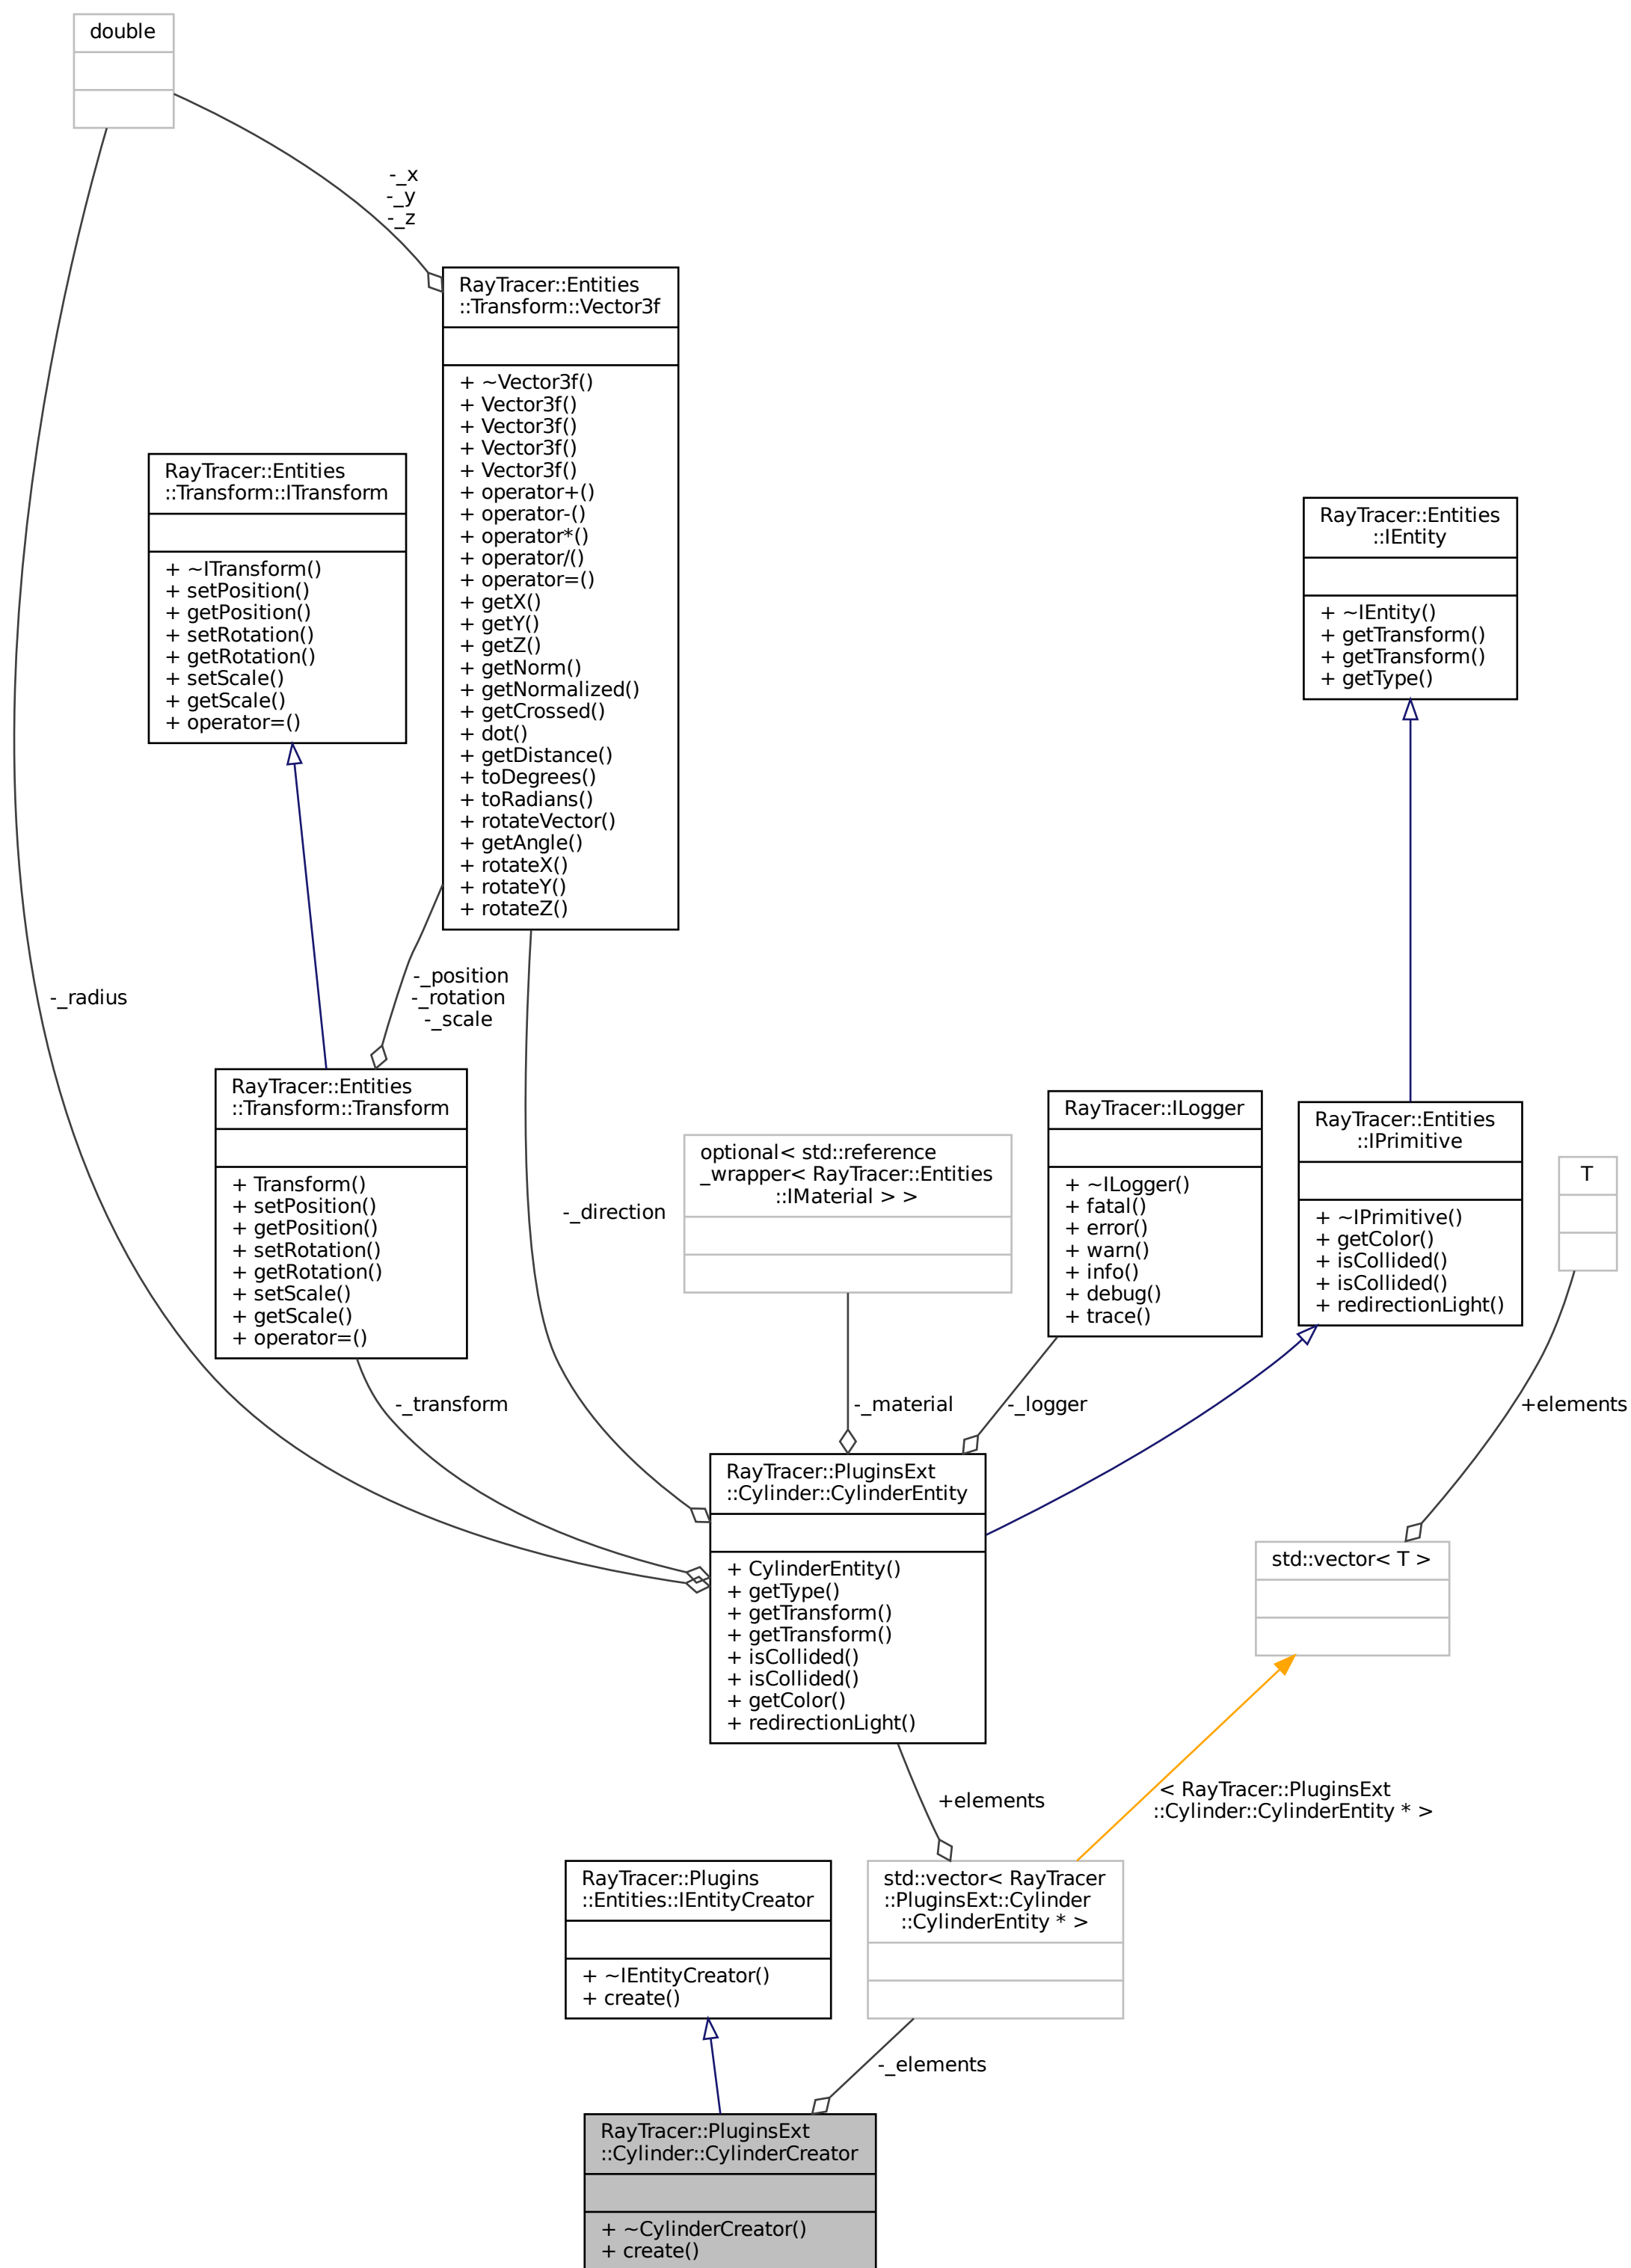 double
-_x
-_y
-_z
RayTracer::Entities
::Transform::Vector3f
+ ~Vector3f()
+ Vector3f()
+ Vector3f()
+ Vector3f()
+ Vector3f()
+ operator+()
+ operator-()
+ operator*()
+ operator/()
+ operator=()
+ getX()
+ getY()
+ getZ()
+ getNorm()
+ getNormalized()
+ getCrossed()
+ dot()
+ getDistance()
+ toDegrees()
+ toRadians()
+ rotateVector()
+ getAngle()
+ rotateX()
+ rotateY()
+ rotateZ()
RayTracer::Entities
::Transform::ITransform
+ ~ITransform()
+ setPosition()
+ getPosition()
+ setRotation()
+ getRotation()
+ setScale()
+ getScale()
+ operator=()
RayTracer::Entities
::IEntity
+ ~IEntity()
+ getTransform()
+ getTransform()
+ getType()
-_radius
-_position
-_rotation
-_scale
RayTracer::Entities
::Transform::Transform
+ Transform()
+ setPosition()
+ getPosition()
+ setRotation()
+ getRotation()
+ setScale()
+ getScale()
+ operator=()
-_direction
optional< std::reference
_wrapper< RayTracer::Entities
::IMaterial > >
RayTracer::ILogger
+ ~ILogger()
+ fatal()
+ error()
+ warn()
+ info()
+ debug()
+ trace()
RayTracer::Entities
::IPrimitive
+ ~IPrimitive()
+ getColor()
+ isCollided()
+ isCollided()
+ redirectionLight()
T
-_transform
-_material
-_logger
+elements
RayTracer::PluginsExt
::Cylinder::CylinderEntity
+ CylinderEntity()
+ getType()
+ getTransform()
+ getTransform()
+ isCollided()
+ isCollided()
+ getColor()
+ redirectionLight()
std::vector< T >
+elements
< RayTracer::PluginsExt
::Cylinder::CylinderEntity * >
RayTracer::Plugins
::Entities::IEntityCreator
+ ~IEntityCreator()
+ create()
std::vector< RayTracer
::PluginsExt::Cylinder
::CylinderEntity * >
-_elements
RayTracer::PluginsExt
::Cylinder::CylinderCreator
+ ~CylinderCreator()
+ create()